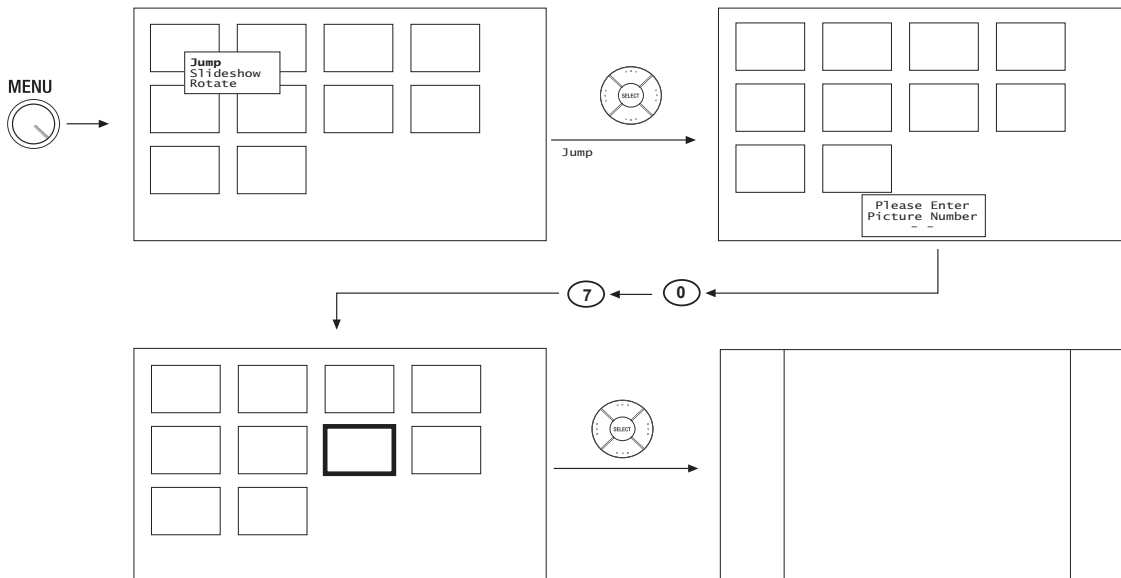 MENU
Jump
Slideshow
Rotate
SELECT
Jump
Please Enter
Picture Number
- -
7
0
SELECT